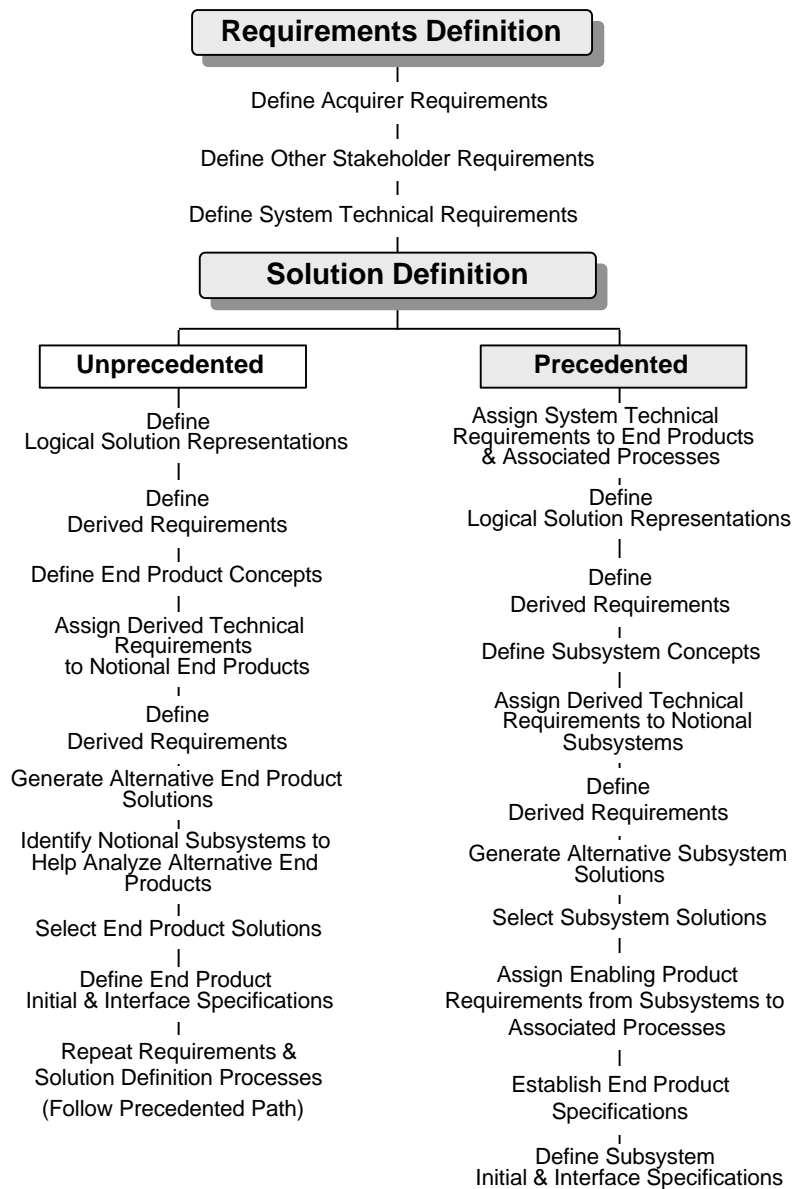 Requirements Definition
Define Acquirer Requirements
Define Other Stakeholder Requirements
Define System Technical Requirements
Solution Definition
Unprecedented
Define
Logical Solution Representations
Define
Derived Requirements
Define End Product Concepts
Assign Derived Technical
Requirements
to Notional End Products
Define
Derived Requirements
Generate Alternative End Product
Solutions
Identify Notional Subsystems to
Help Analyze Alternative End
Products
Select End Product Solutions
Define End Product
Initial & Interface Specifications
Repeat Requirements &
Solution Definition Processes
(Follow Precedented Path)
Precedented
Assign System Technical
Requirements to End Products
& Associated Processes
Define
Logical Solution Representations
Define
Derived Requirements
Define Subsystem Concepts
Assign Derived Technical
Requirements to Notional
Subsystems
Define
Derived Requirements
Generate Alternative Subsystem
Solutions
Select Subsystem Solutions
Assign Enabling Product
Requirements from Subsystems to
Associated Processes
Establish End Product
Specifications
Define Subsystem
Initial & Interface Specifications